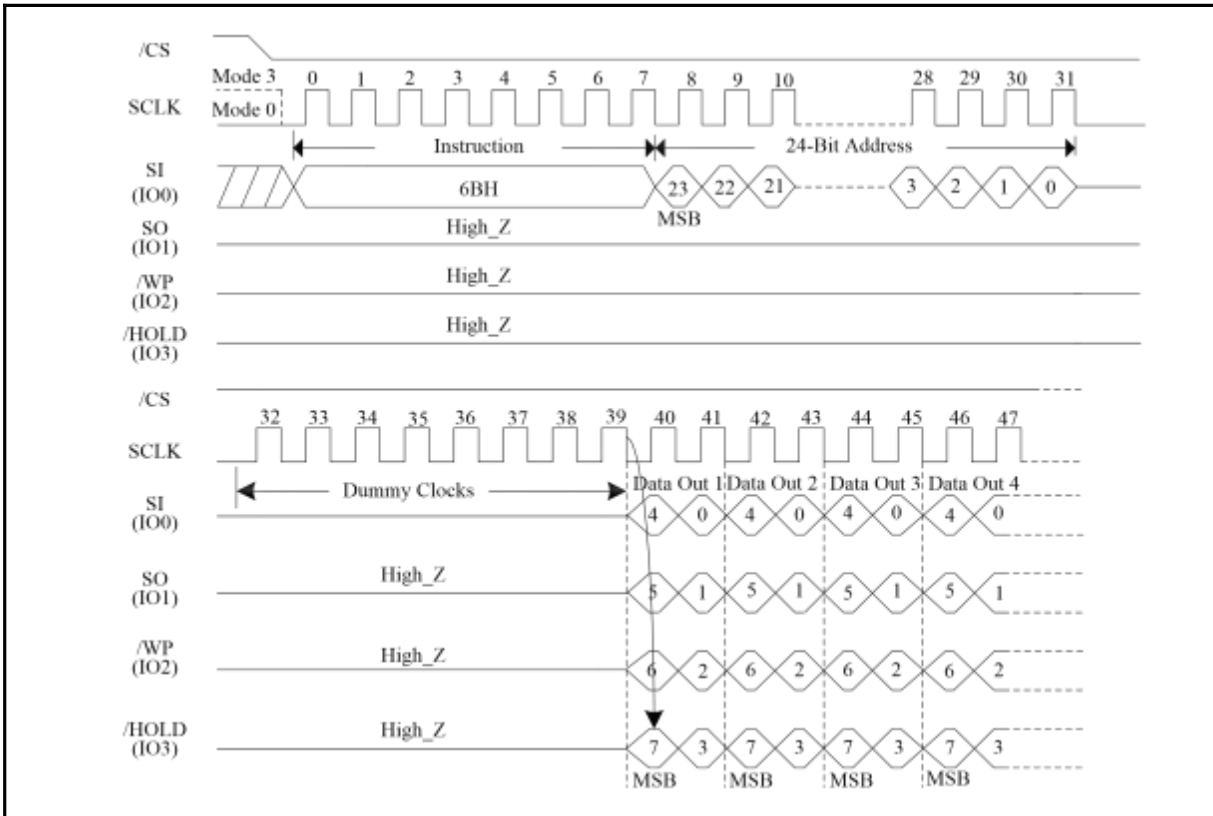 /CS
Mode 3 0 1 2 3 4 5 6 7 8 9 10 28 29 30 31
SCLK Mode 0
Instruction 24-Bit Address
SI
(IO0) 6BH 23 22 21 3 2 1 0
MSB
SO High_Z
(IO1)
/WP High_Z
(IO2)
/HOLD High_Z
(IO3)
/CS
32 33 34 35 36 37 38 39 40 41 42 43 44 45 46 47
SCLK
Dummy Clocks Data Out 1 Data Out 2 Data Out 3 Data Out 4
SI
(IO0) 4 0 4 0 4 0 4 0
SO High_Z
(IO1) 5 1 5 1 5 1 5 1
/WP High_Z
(IO2) 6 2 6 2 6 2 6 2
/HOLD High_Z
(IO3) 7 3 7 3 7 3 7 3
MSB MSB MSB MSB